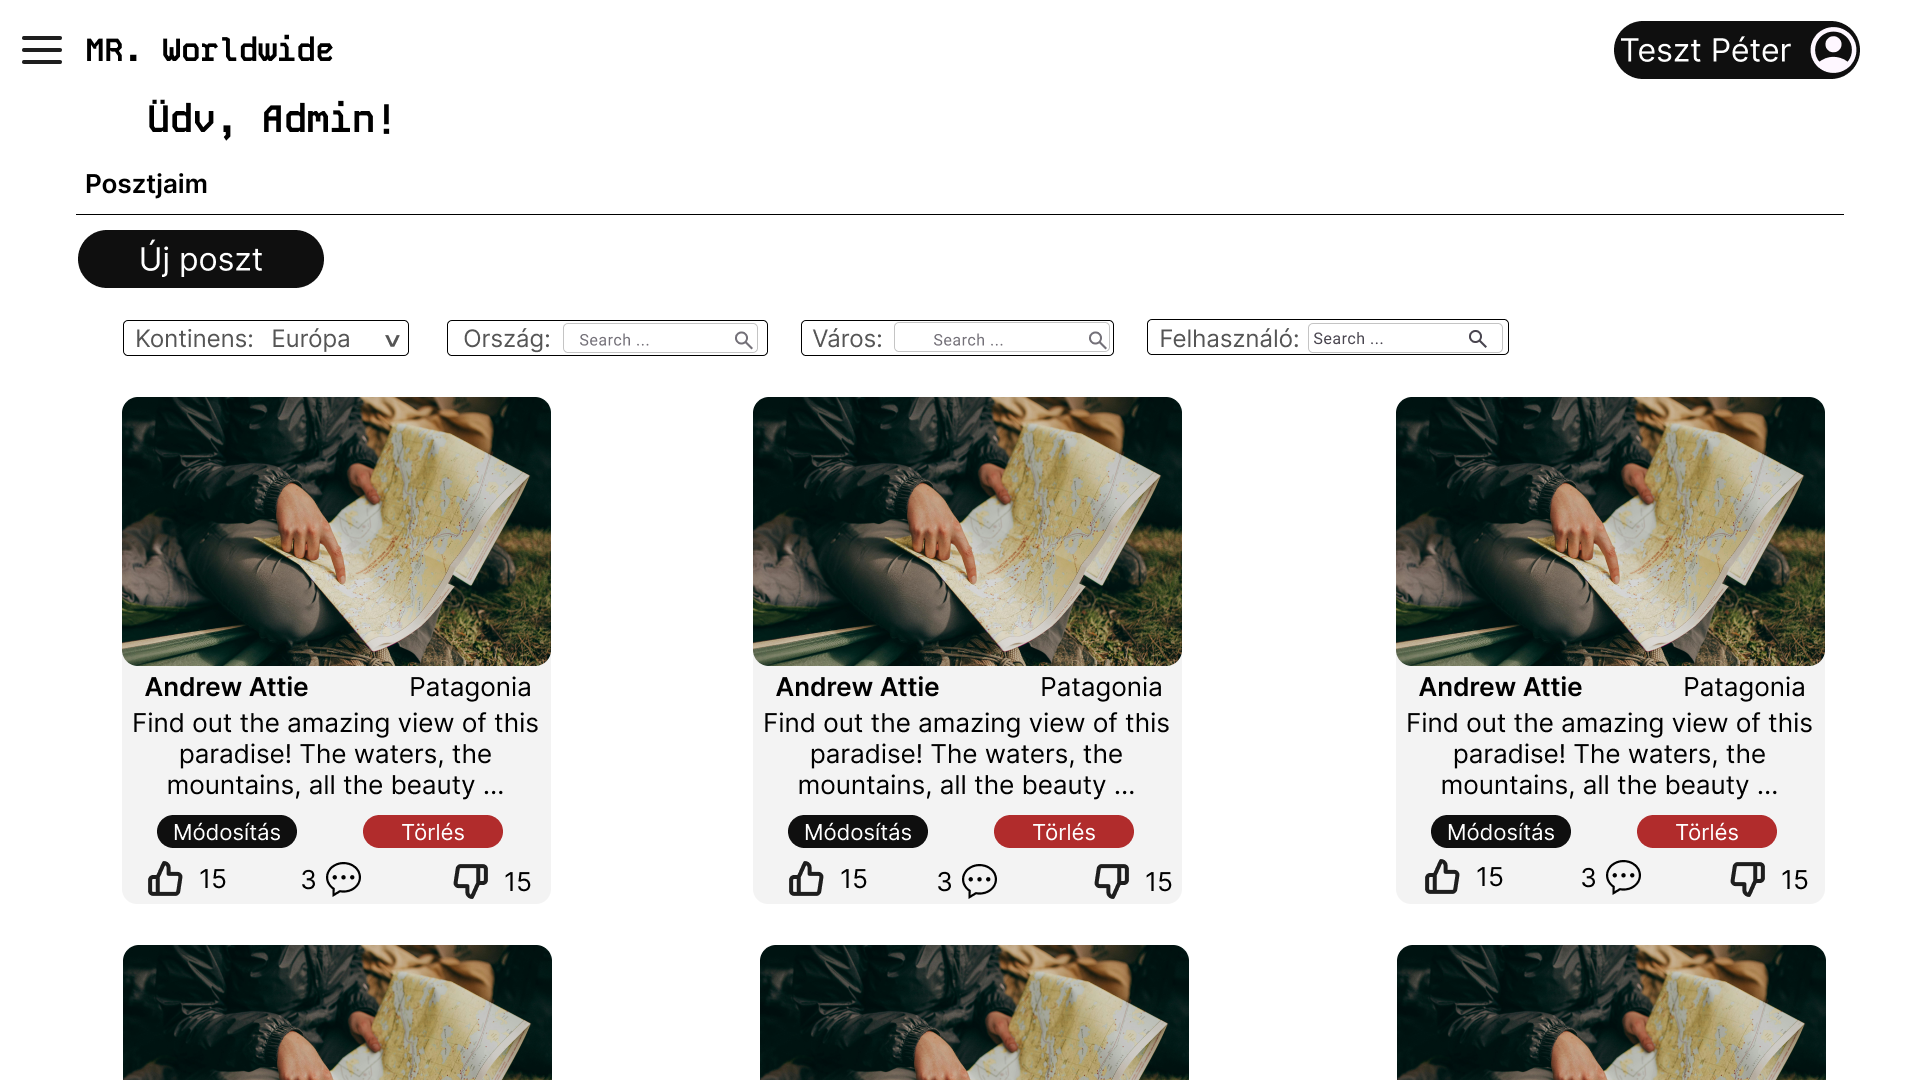 MR. Worldwide
Teszt Péter
Üdv, Admin!
Posztjaim
Új poszt
Kontinens: Európa v
Ország: Search ...
Város: Search ...
Felhasználó: Search ...
Andrew Attie Patagonia
Find out the amazing view of this
paradise! The waters, the
mountains, all the beauty ...
Módosítás Törlés
15 3 15
Andrew Attie Patagonia
Find out the amazing view of this
paradise! The waters, the
mountains, all the beauty ...
Módosítás Törlés
15 3 15
Andrew Attie Patagonia
Find out the amazing view of this
paradise! The waters, the
mountains, all the beauty ...
Módosítás Törlés
15 3 15